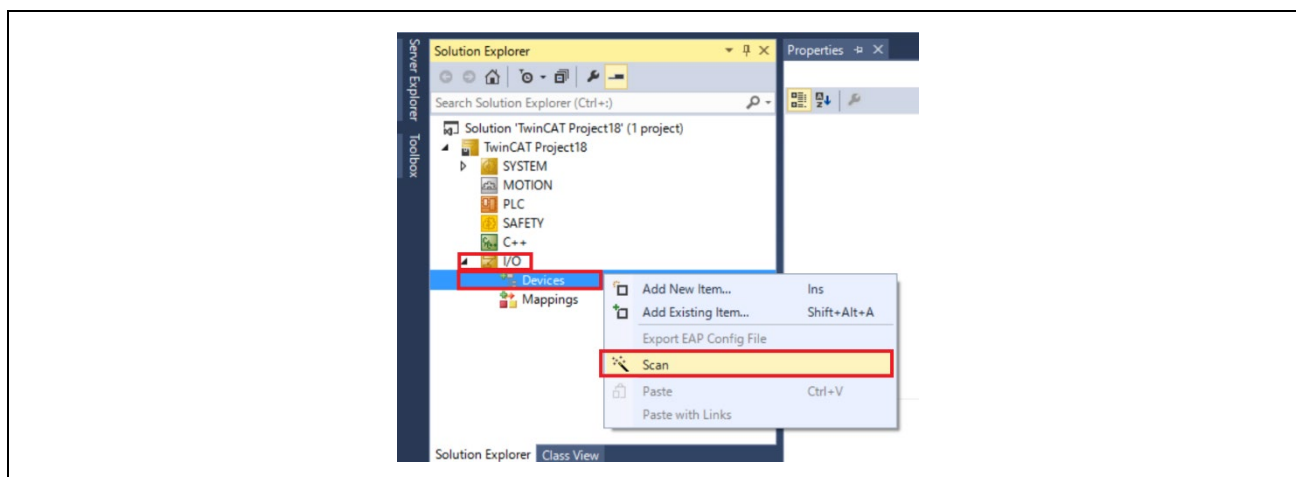 Server Explorer
Toolbox
Solution Explorer
Search Solution Explorer (Ctrl+:)
Solution 'TwinCAT Project18' (1 project)
TwinCAT Project18
SYSTEM
MOTION
PLC
SAFETY
C++
I/O
Devices
Mappings
Add New Item... Ins
Add Existing Item... Shift+Alt+A
Export EAP Config File
Scan
Paste Ctrl+V
Paste with Links
Solution Explorer Class View
Properties